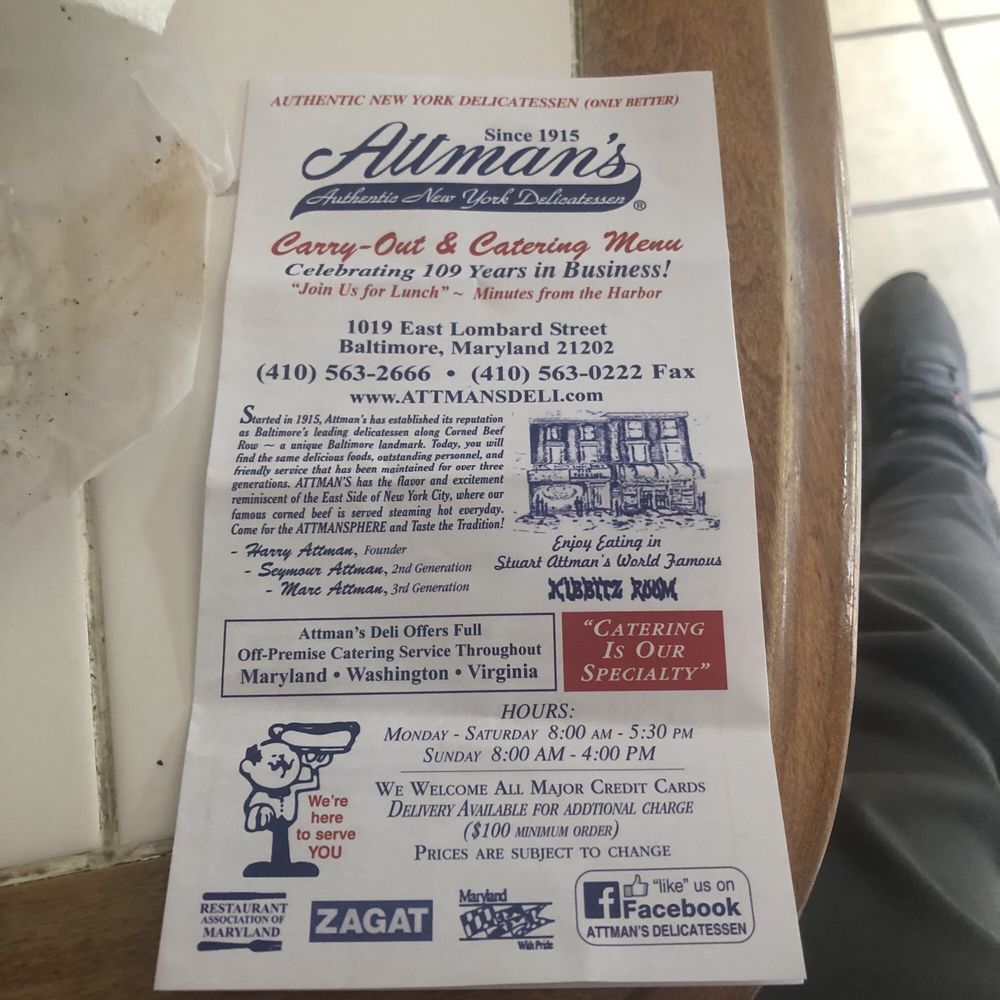 AUTHENTIC NEW YORK DELICATESSEN (ONLY BETTER)
Since 1915
Attman's
Authentic New York Delicatessen ®
Carry-Out & Catering Menu
Celebrating 109 Years in Business!
"Join Us for Lunch" ~ Minutes from the Harbor
1019 East Lombard Street
Baltimore, Maryland 21202
(410) 563-2666 • (410) 563-0222 Fax
www.ATTMANSDELI.com
Started in 1915, Attman's has established its reputation
as Baltimore's leading delicatessen along Corned Beef
Row ~ a unique Baltimore landmark. Today, you will
find the same delicious foods, outstanding personnel, and
friendly service that has been maintained for over three
generations. ATTMAN'S has the flavor and excitement
reminiscent of the East Side of New York City, where our
famous corned beef is served steaming hot everyday.
Come for the ATTMANSPHERE and Taste the Tradition!
- Harry Attman, Founder
- Seymour Attman, 2nd Generation
- Marc Attman, 3rd Generation
Enjoy Eating in
Stuart Attman's World Famous
KIBBITZ ROOM
Attman's Deli Offers Full
Off-Premise Catering Service Throughout
Maryland • Washington • Virginia
"CATERING
IS OUR
SPECIALTY"
HOURS:
MONDAY - SATURDAY 8:00 AM - 5:30 PM
SUNDAY 8:00 AM - 4:00 PM
WE WELCOME ALL MAJOR CREDIT CARDS
DELIVERY AVAILABLE FOR ADDTIONAL CHARGE
($100 MINIMUM ORDER)
PRICES ARE SUBJECT TO CHANGE
We're
here
to serve
YOU
RESTAURANT
ASSOCIATION OF
MARYLAND
ZAGAT
Maryland
With Pride
f "like" us on
Facebook
ATTMAN'S DELICATESSEN